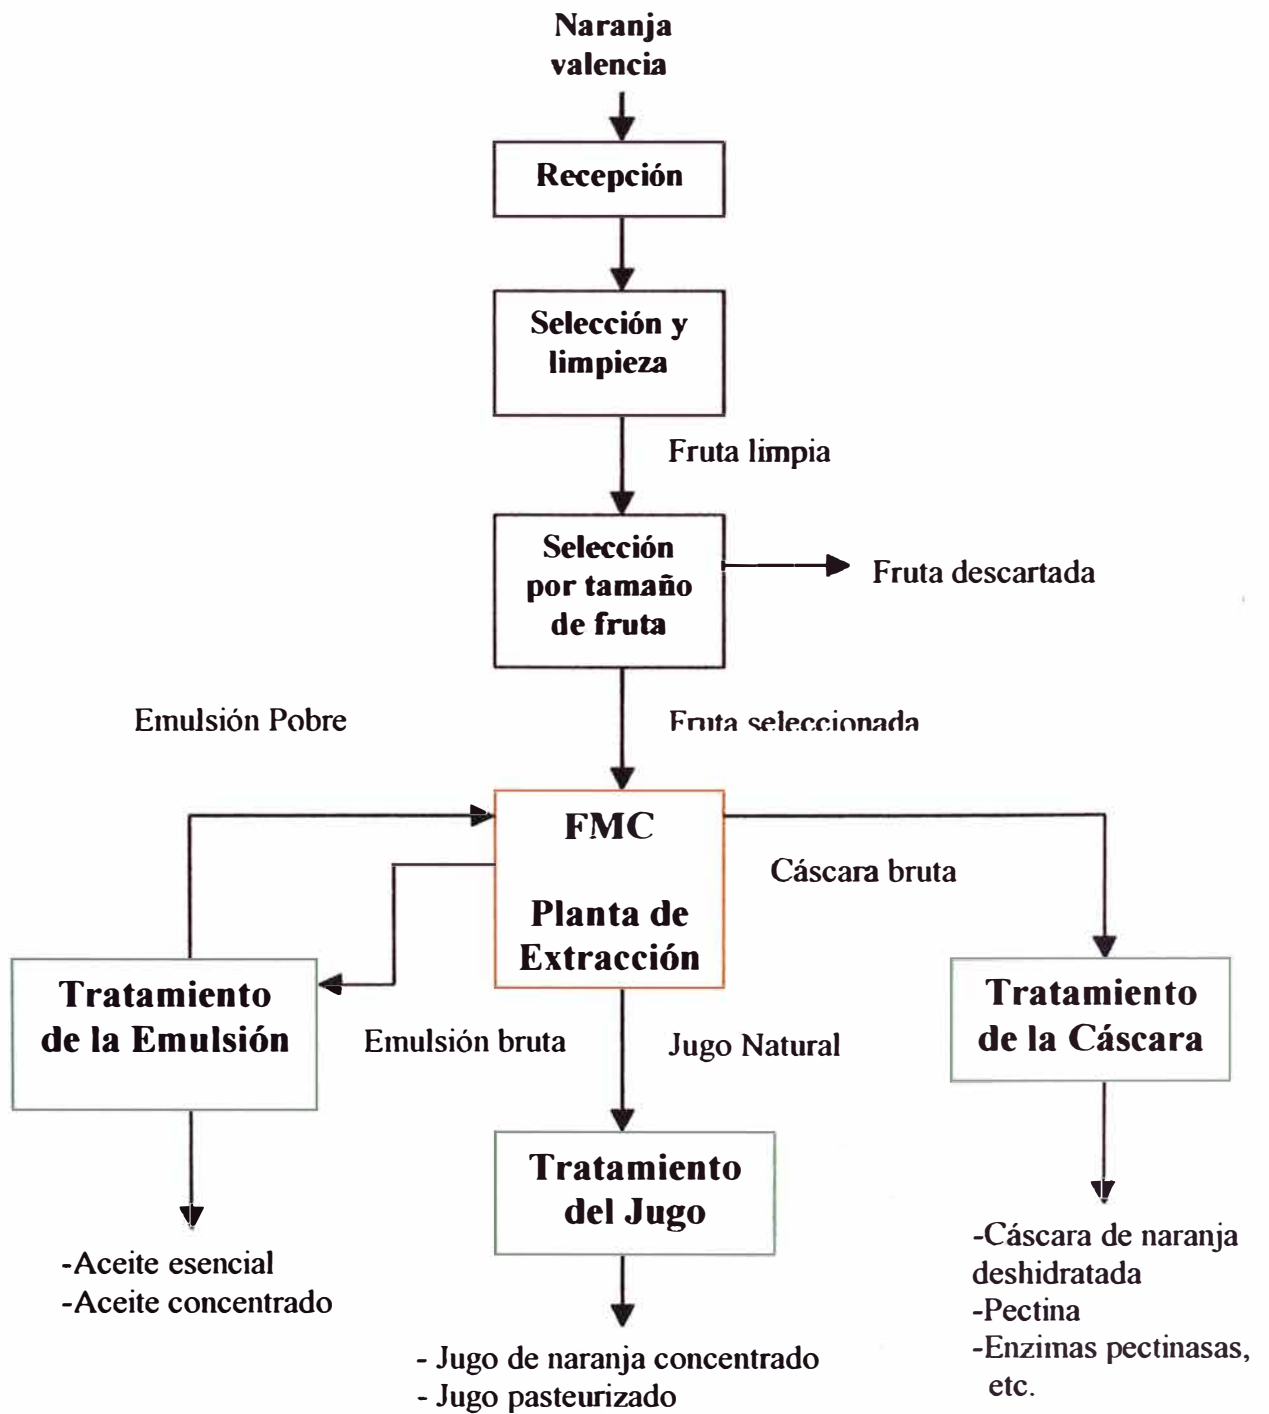 Naranja
valencia
Recepción
Selección y
limpieza
Fruta limpia
Selección
por tamaño
de fruta
Fruta descartada
Emulsión Pobre
Fruta seleccionada
FMC
Planta de
Extracción
Cáscara bruta
Tratamiento
de la Emulsión
Emulsión bruta
Jugo Natural
Tratamiento
de la Cáscara
Tratamiento
del Jugo
-Aceite esencial
-Aceite concentrado
- Jugo de naranja concentrado
- Jugo pasteurizado
-Cáscara de naranja
deshidratada
-Pectina
-Enzimas pectinasas,
etc.